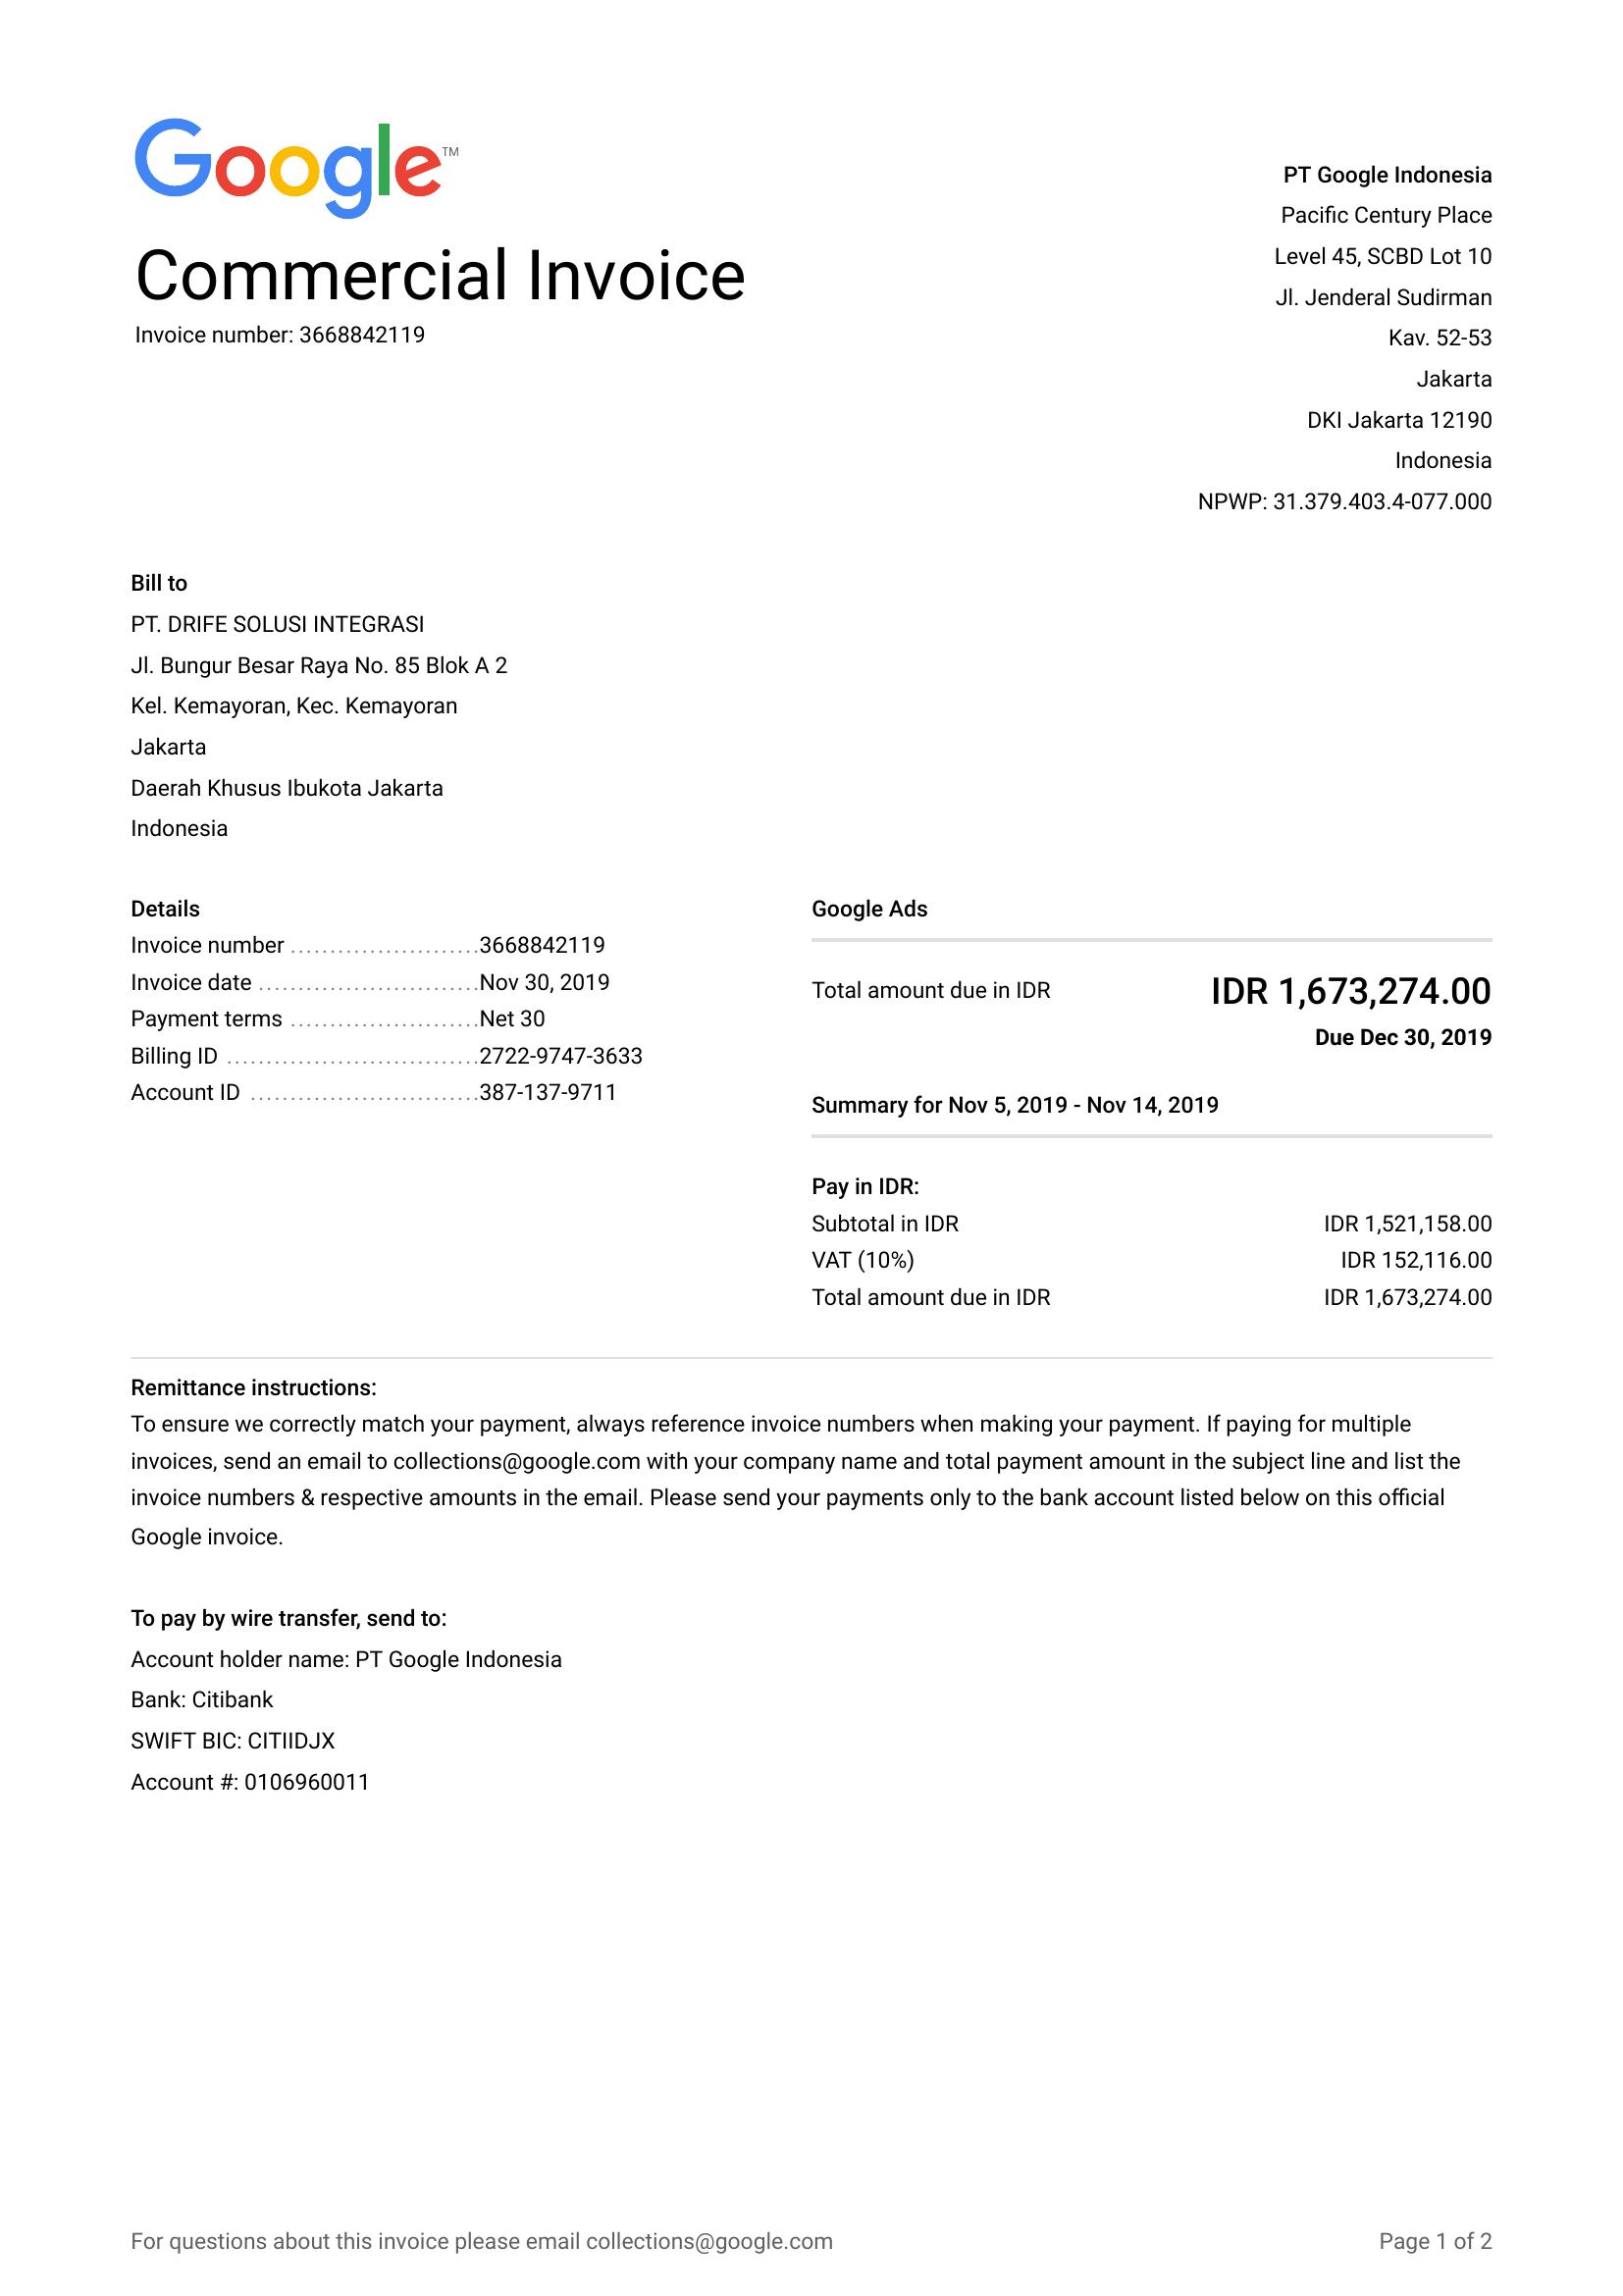 Google™
Commercial Invoice
Invoice number: 3668842119
PT Google Indonesia
Pacific Century Place
Level 45, SCBD Lot 10
Jl. Jenderal Sudirman
Kav. 52-53
Jakarta
DKI Jakarta 12190
Indonesia
NPWP: 31.379.403.4-077.000
Bill to
PT. DRIFE SOLUSI INTEGRASI
Jl. Bungur Besar Raya No. 85 Blok A 2
Kel. Kemayoran, Kec. Kemayoran
Jakarta
Daerah Khusus Ibukota Jakarta
Indonesia
Details
Invoice number ........................3668842119
Invoice date ............................Nov 30, 2019
Payment terms ........................Net 30
Billing ID ................................2722-9747-3633
Account ID .............................387-137-9711
Google Ads
Total amount due in IDR IDR 1,673,274.00
Due Dec 30, 2019
Summary for Nov 5, 2019 - Nov 14, 2019
Pay in IDR:
Subtotal in IDR IDR 1,521,158.00
VAT (10%) IDR 152,116.00
Total amount due in IDR IDR 1,673,274.00
Remittance instructions:
To ensure we correctly match your payment, always reference invoice numbers when making your payment. If paying for multiple
invoices, send an email to collections@google.com with your company name and total payment amount in the subject line and list the
invoice numbers & respective amounts in the email. Please send your payments only to the bank account listed below on this official
Google invoice.
To pay by wire transfer, send to:
Account holder name: PT Google Indonesia
Bank: Citibank
SWIFT BIC: CITIIDJX
Account #: 0106960011
For questions about this invoice please email collections@google.com
Page 1 of 2